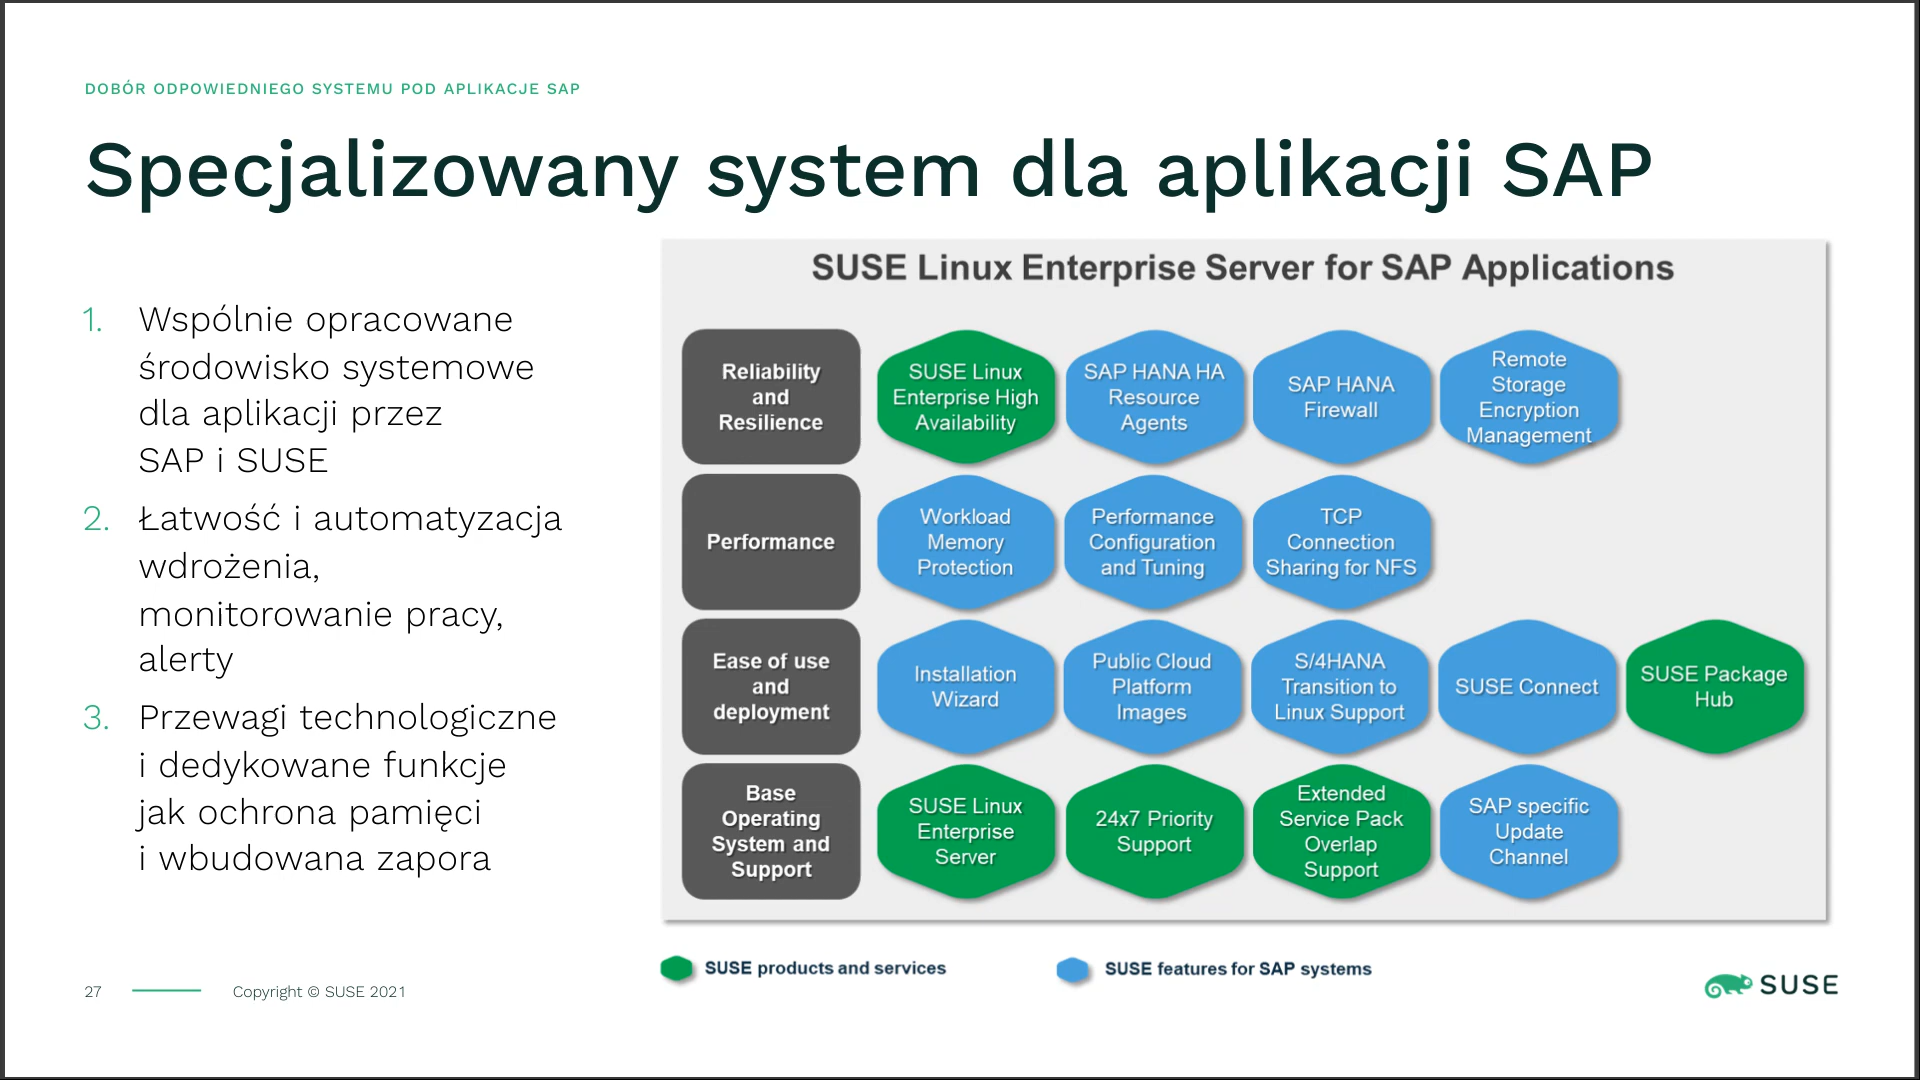 DOBÓR ODPOWIEDNIEGO SYSTEMU POD APLIKACJE SAP
Specjalizowany system dla aplikacji SAP
1. Wspólnie opracowane
środowisko systemowe
dla aplikacji przez
SAP i SUSE
2. Łatwość i automatyzacja
wdrożenia,
monitorowanie pracy,
alerty
3. Przewagi technologiczne
i dedykowane funkcje
jak ochrona pamięci
i wbudowana zapora
SUSE Linux Enterprise Server for SAP Applications
Reliability
and
Resilience
SUSE Linux
Enterprise High
Availability
SAP HANA HA
Resource
Agents
SAP HANA
Firewall
Remote
Storage
Encryption
Management
Performance
Workload
Memory
Protection
Performance
Configuration
and Tuning
TCP
Connection
Sharing for NFS
Ease of use
and
deployment
Installation
Wizard
Public Cloud
Platform
Images
S/4HANA
Transition to
Linux Support
SUSE Connect
SUSE Package
Hub
Base
Operating
System and
Support
SUSE Linux
Enterprise
Server
24x7 Priority
Support
Extended
Service Pack
Overlap
Support
SAP specific
Update
Channel
SUSE products and services
SUSE features for SAP systems
27
Copyright © SUSE 2021
SUSE